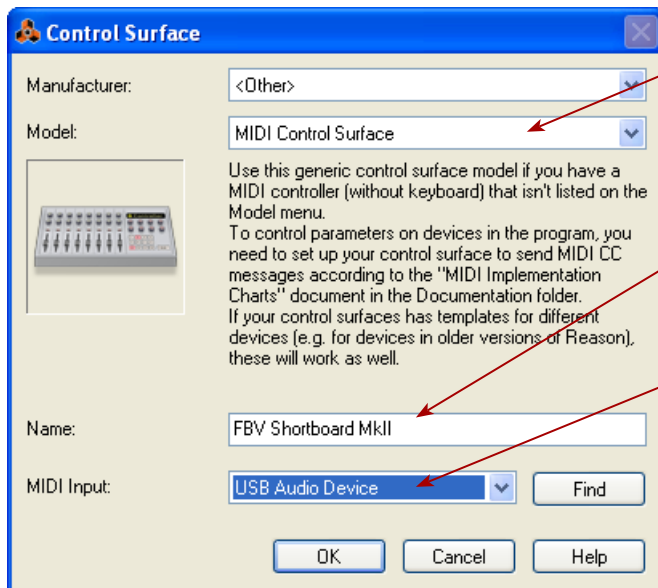 Control Surface
Manufacturer: <Other>
Model: MIDI Control Surface
Use this generic control surface model if you have a
MIDI controller (without keyboard) that isn't listed on the
Model menu.
To control parameters on devices in the program, you
need to set up your control surface to send MIDI CC
messages according to the "MIDI Implementation
Charts" document in the Documentation folder.
If your control surfaces has templates for different
devices (e.g. for devices in older versions of Reason),
these will work as well.
Name: FBV Shortboard MkII
MIDI Input: USB Audio Device Find
OK Cancel Help